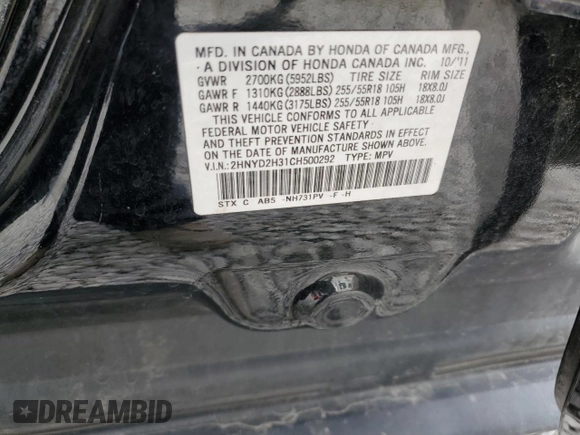 MFD. IN CANADA BY HONDA OF CANADA MFG.,
- A DIVISION OF HONDA CANADA INC. 10/'11
GVWR 2700KG(5952LBS) TIRE SIZE RIM SIZE
GAWR F 1310KG(2888LBS) 255/55R18 105H 18X8.0J
GAWR R 1440KG(3175LBS) 255/55R18 105H 18X8.0J
THIS VEHICLE CONFORMS TO ALL APPLICABLE
FEDERAL MOTOR VEHICLE SAFETY
AND THEFT PREVENTION STANDARDS IN EFFECT
ON THE DATE OF MANUFACTURE SHOWN ABOVE.
V.I.N.: 2HNYD2H31CH500292 TYPE: MPV
STX C AB5 -NH731PV -F -H
DREAMBID